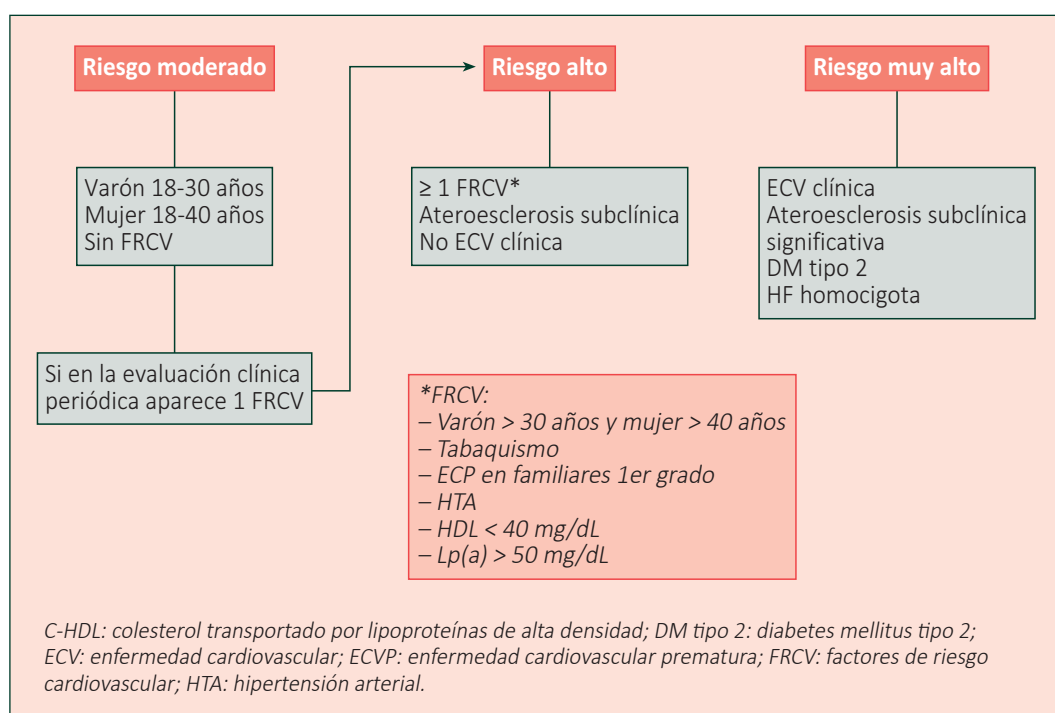 Riesgo moderado
Varón 18-30 años
Mujer 18-40 años
Sin FRCV
Si en la evaluación clínica
periódica aparece 1 FRCV
Riesgo alto
≥ 1 FRCV*
Ateroesclerosis subclínica
No ECV clínica
Riesgo muy alto
ECV clínica
Ateroesclerosis subclínica
significativa
DM tipo 2
HF homocigota
*FRCV:
– Varón > 30 años y mujer > 40 años
– Tabaquismo
– ECP en familiares 1er grado
– HTA
– HDL < 40 mg/dL
– Lp(a) > 50 mg/dL
C-HDL: colesterol transportado por lipoproteínas de alta densidad; DM tipo 2: diabetes mellitus tipo 2;
ECV: enfermedad cardiovascular; ECVP: enfermedad cardiovascular prematura; FRCV: factores de riesgo
cardiovascular; HTA: hipertensión arterial.